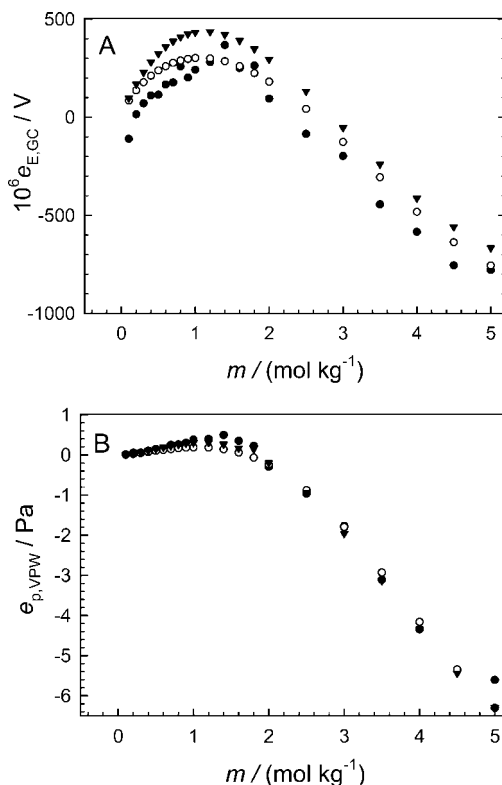 A
10⁶e_E,GC / V
500
0
-500
-1000
0 1 2 3 4 5
m / (mol kg⁻¹)
B
e_p,VPW / Pa
1
0
-1
-2
-3
-4
-5
-6
0 1 2 3 4 5
m / (mol kg⁻¹)